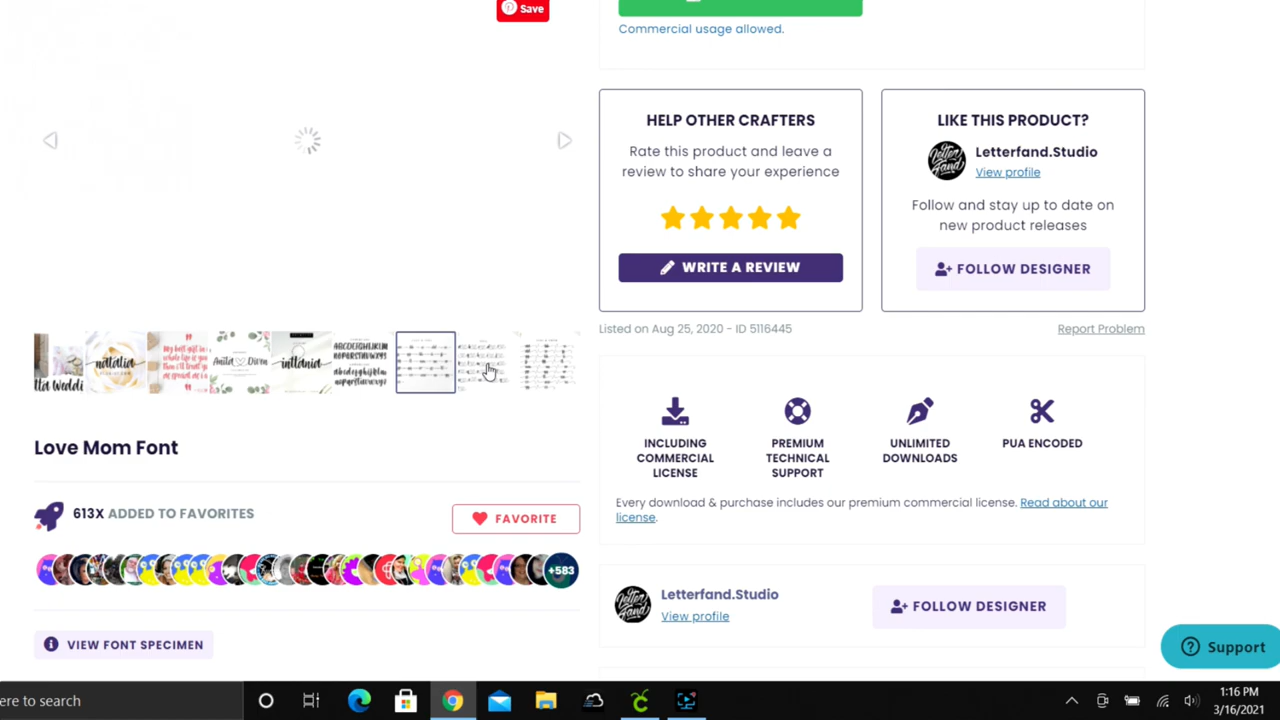 Save
Commercial usage allowed.
HELP OTHER CRAFTERS
Rate this product and leave a
review to share your experience
WRITE A REVIEW
LIKE THIS PRODUCT?
Letterfand.Studio
View profile
Follow and stay up to date on
new product releases
FOLLOW DESIGNER
Listed on Aug 25, 2020 - ID 5116445
Report Problem
natalia
Anita Diva
inttania
Love Mom Font
613X ADDED TO FAVORITES
FAVORITE
+583
VIEW FONT SPECIMEN
INCLUDING
COMMERCIAL
LICENSE
PREMIUM
TECHNICAL
SUPPORT
UNLIMITED
DOWNLOADS
PUA ENCODED
Every download & purchase includes our premium commercial license. Read about our
license.
Letterfand.Studio
View profile
FOLLOW DESIGNER
Support
ere to search
1:16 PM
3/16/2021